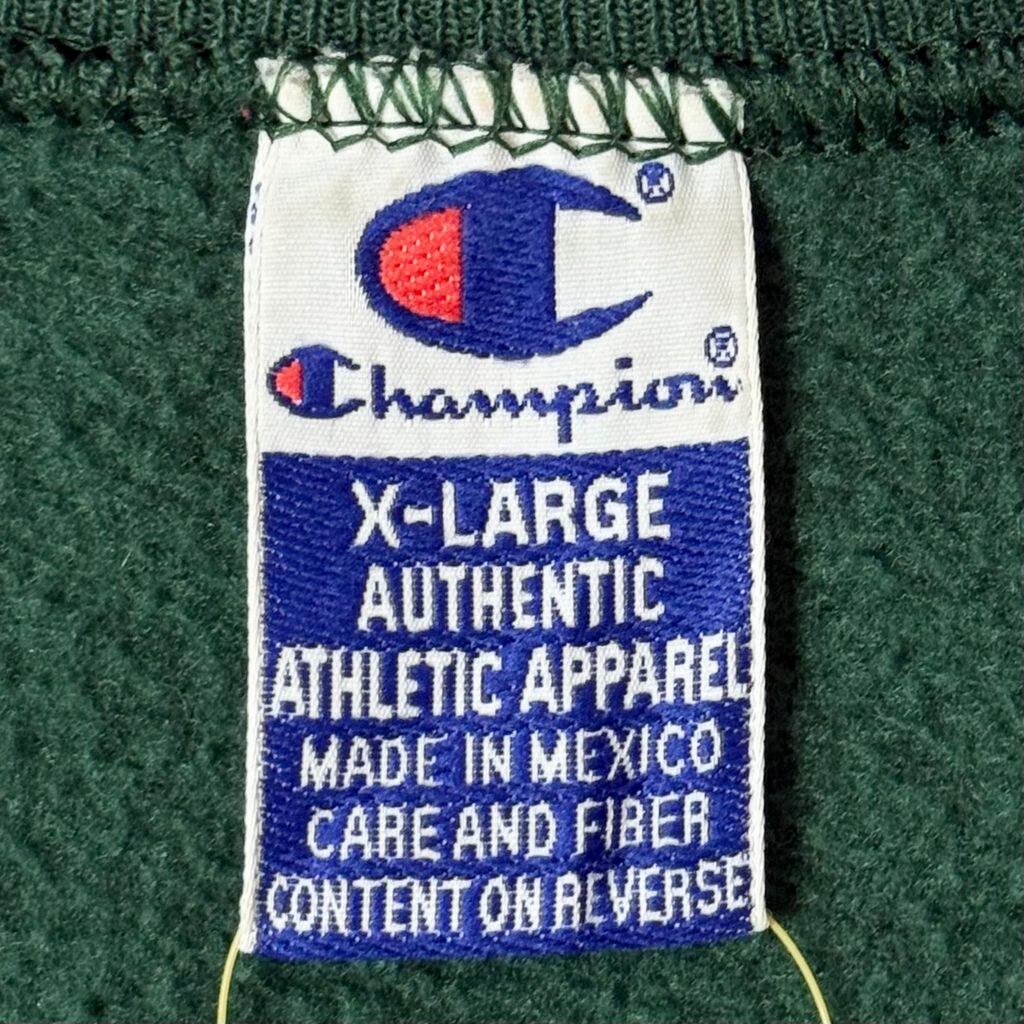 ®
Champion®
X-LARGE
AUTHENTIC
ATHLETIC APPAREL
MADE IN MEXICO
CARE AND FIBER
CONTENT ON REVERSE